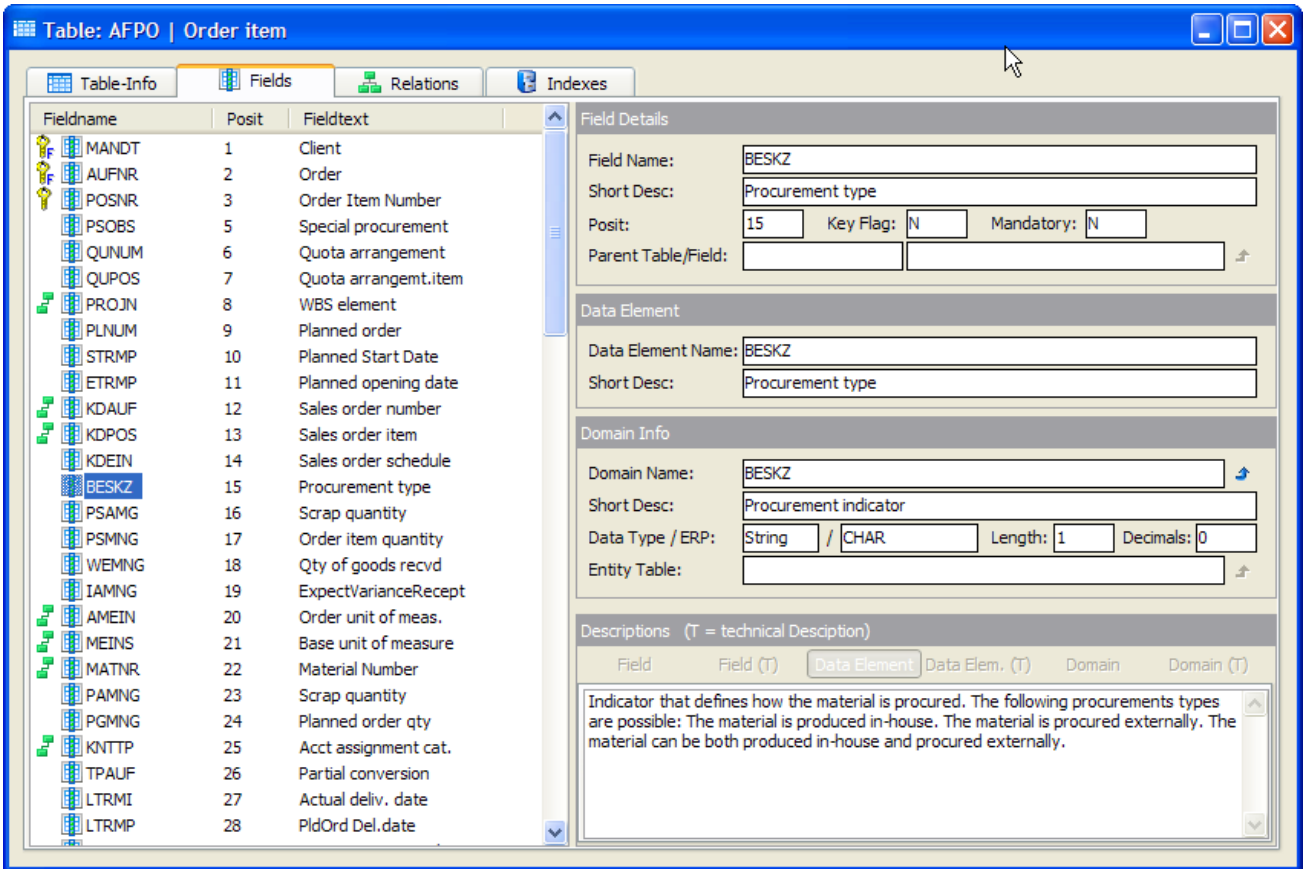 Table: AFPO | Order item
Table-Info Fields Relations Indexes
Fieldname Posit Fieldtext
F MANDT 1 Client
F AUFNR 2 Order
POSNR 3 Order Item Number
PSOBS 5 Special procurement
QUNUM 6 Quota arrangement
QUPOS 7 Quota arrangemt.item
PROJN 8 WBS element
PLNUM 9 Planned order
STRMP 10 Planned Start Date
ETRMP 11 Planned opening date
KDAUF 12 Sales order number
KDPOS 13 Sales order item
KDEIN 14 Sales order schedule
BESKZ 15 Procurement type
PSAMG 16 Scrap quantity
PSMNG 17 Order item quantity
WEMNG 18 Qty of goods recvd
IAMNG 19 ExpectVarianceRecept
AMEIN 20 Order unit of meas.
MEINS 21 Base unit of measure
MATNR 22 Material Number
PAMNG 23 Scrap quantity
PGMNG 24 Planned order qty
KNTTP 25 Acct assignment cat.
TPAUF 26 Partial conversion
LTRMI 27 Actual deliv. date
LTRMP 28 PldOrd Del.date
Field Details
Field Name: BESKZ
Short Desc: Procurement type
Posit: 15 Key Flag: N Mandatory: N
Parent Table/Field:
Data Element
Data Element Name: BESKZ
Short Desc: Procurement type
Domain Info
Domain Name: BESKZ
Short Desc: Procurement indicator
Data Type / ERP: String / CHAR Length: 1 Decimals: 0
Entity Table:
Descriptions (T = technical Desciption)
Field Field (T) Data Element Data Elem. (T) Domain Domain (T)
Indicator that defines how the material is procured. The following procurements types
are possible: The material is produced in-house. The material is procured externally. The
material can be both produced in-house and procured externally.